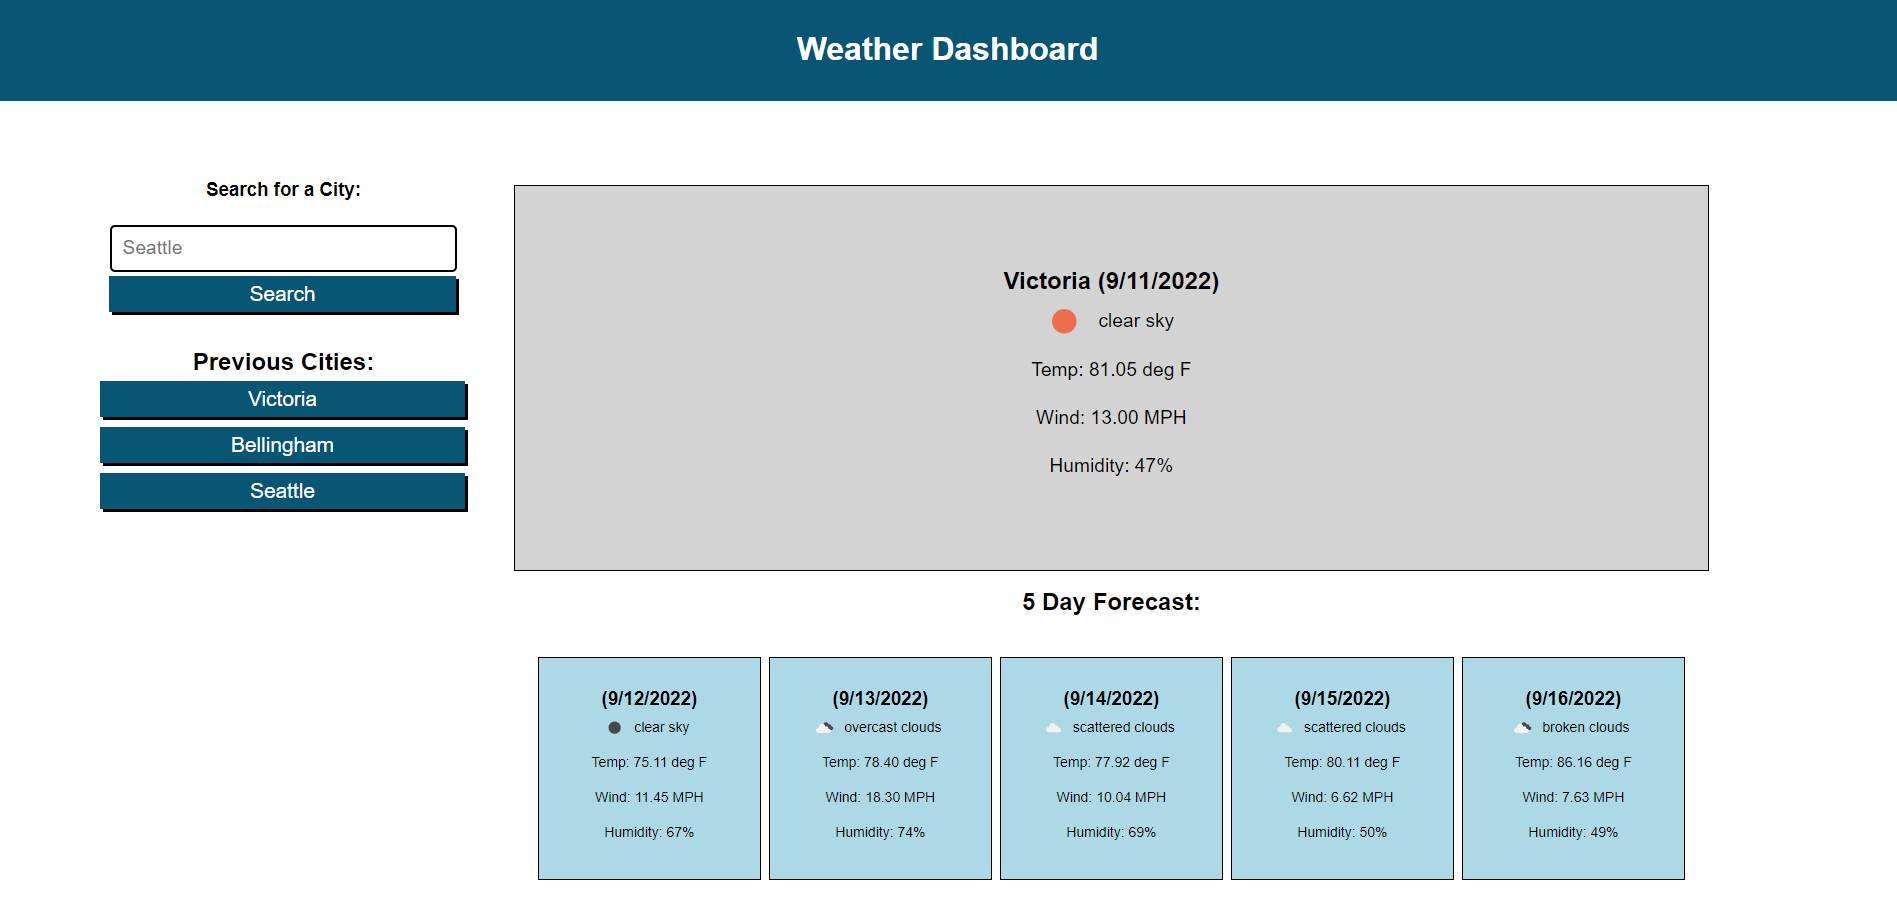 Weather Dashboard
Search for a City:
Seattle
Search
Previous Cities:
Victoria
Bellingham
Seattle
Victoria (9/11/2022)
clear sky
Temp: 81.05 deg F
Wind: 13.00 MPH
Humidity: 47%
5 Day Forecast:
(9/12/2022)
clear sky
Temp: 75.11 deg F
Wind: 11.45 MPH
Humidity: 67%
(9/13/2022)
overcast clouds
Temp: 78.40 deg F
Wind: 18.30 MPH
Humidity: 74%
(9/14/2022)
scattered clouds
Temp: 77.92 deg F
Wind: 10.04 MPH
Humidity: 69%
(9/15/2022)
scattered clouds
Temp: 80.11 deg F
Wind: 6.62 MPH
Humidity: 50%
(9/16/2022)
broken clouds
Temp: 86.16 deg F
Wind: 7.63 MPH
Humidity: 49%